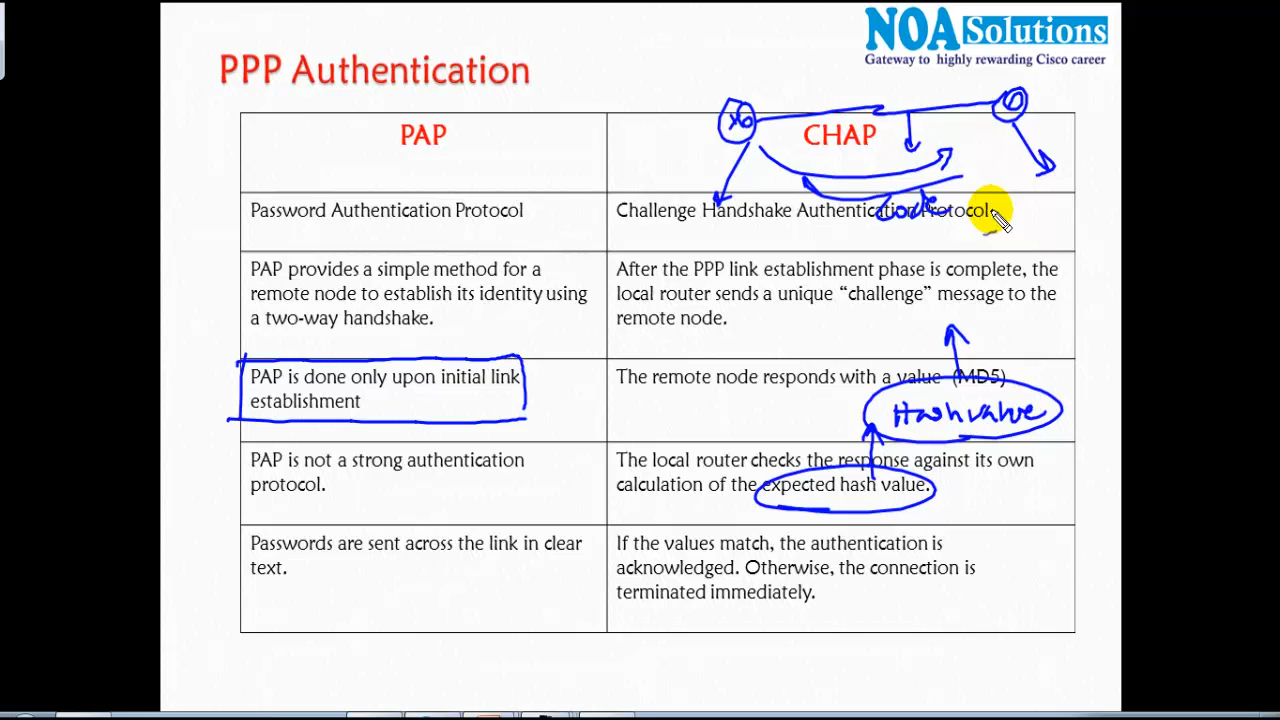 NOA Solutions
Gateway to highly rewarding Cisco career
PPP Authentication
PAP
CHAP
Password Authentication Protocol
Challenge Handshake Authentication Protocol
Code
PAP provides a simple method for a
remote node to establish its identity using
a two-way handshake.
After the PPP link establishment phase is complete, the
local router sends a unique “challenge” message to the
remote node.
PAP is done only upon initial link
establishment
The remote node responds with a value (MD5)
Hash value
PAP is not a strong authentication
protocol.
The local router checks the response against its own
calculation of the expected hash value.
Passwords are sent across the link in clear
text.
If the values match, the authentication is
acknowledged. Otherwise, the connection is
terminated immediately.